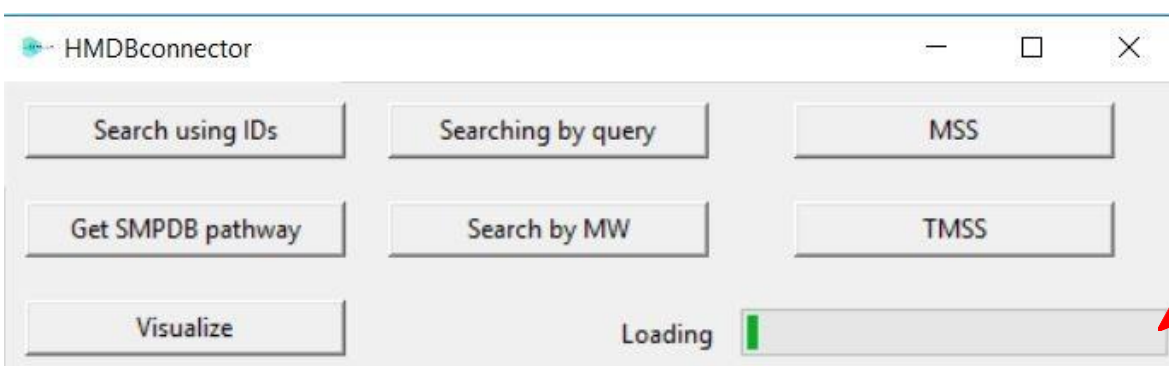 HMDBconnector
Search using IDs
Searching by query
MSS
Get SMPDB pathway
Search by MW
TMSS
Visualize
Loading